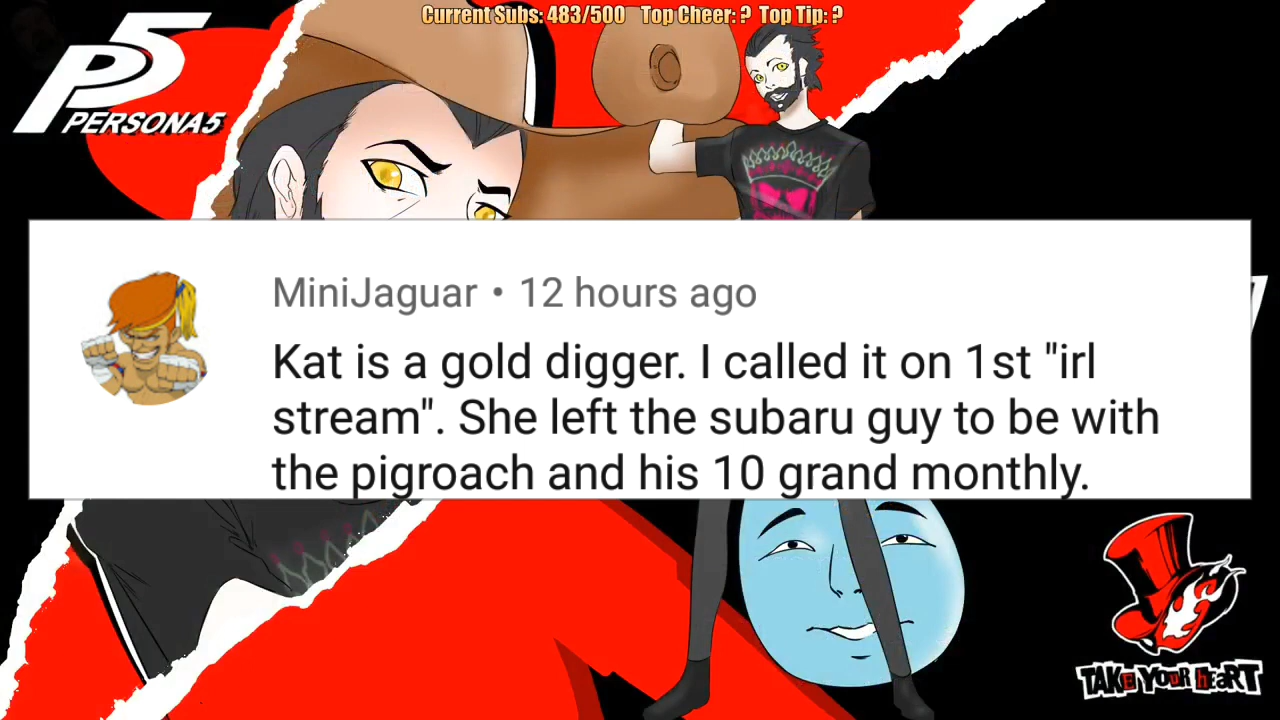 Current Subs: 483/500 Top Cheer: ? Top Tip: ?
P5
PERSONA5
MiniJaguar • 12 hours ago
Kat is a gold digger. I called it on 1st "irl
stream". She left the subaru guy to be with
the pigroach and his 10 grand monthly.
TAKE YOUR HEART